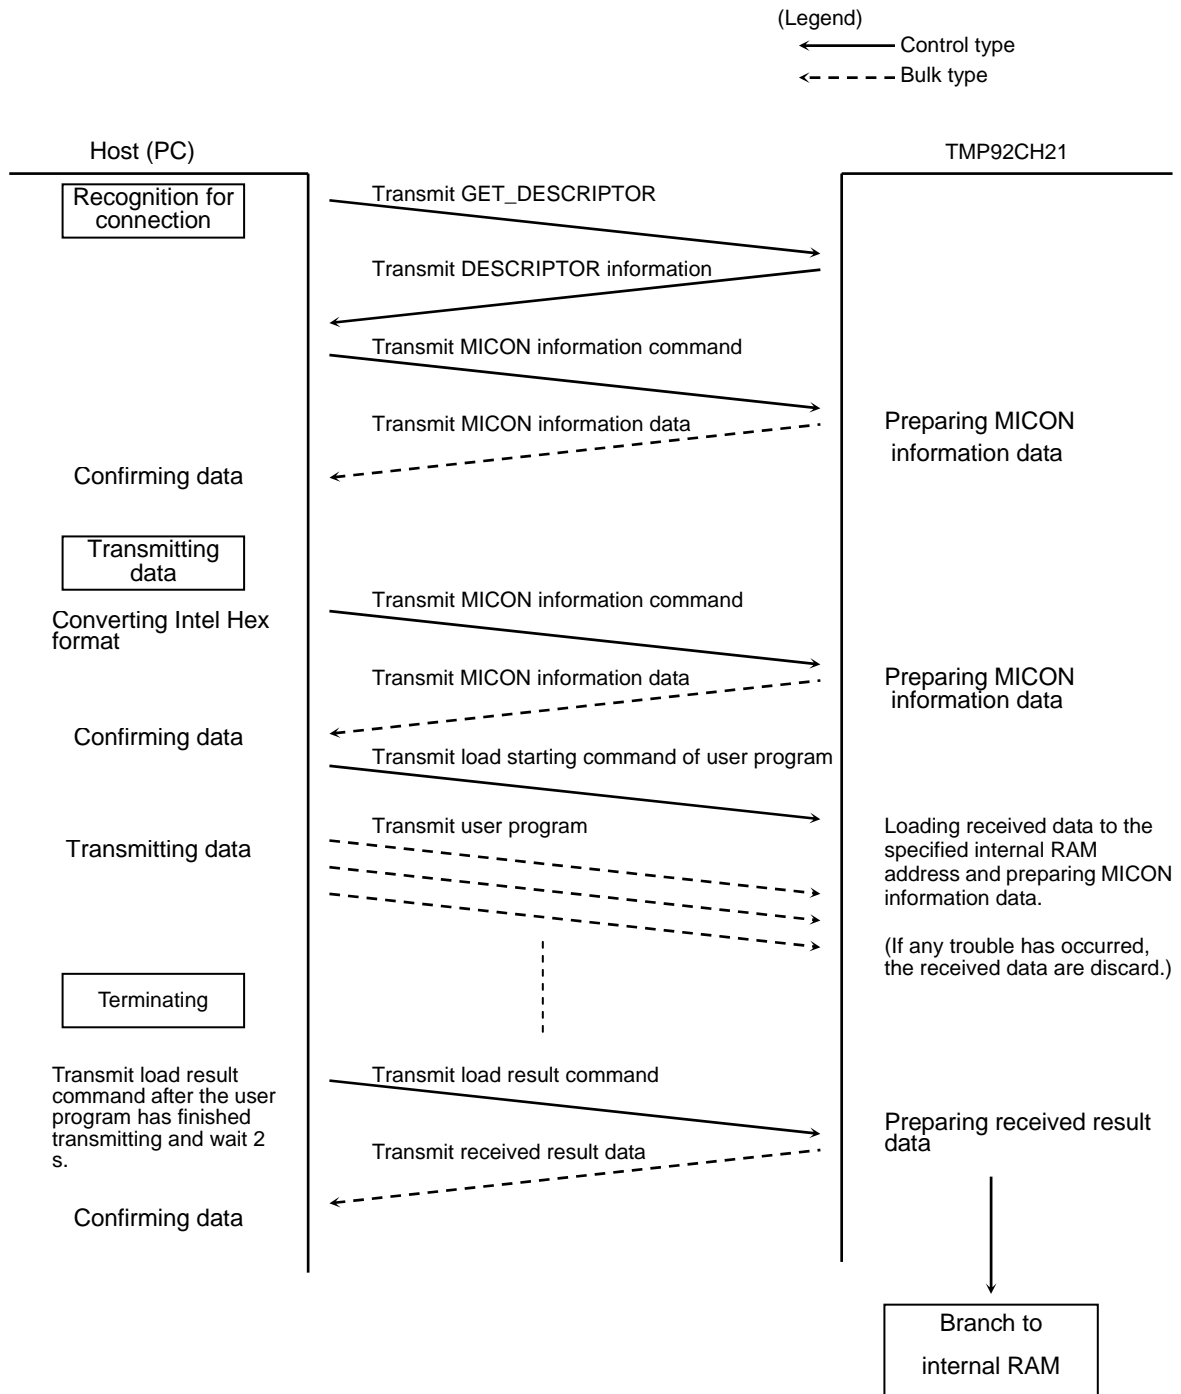 (Legend)
Control type
Bulk type
Host (PC)
TMP92CH21
Recognition for
connection
Transmit GET_DESCRIPTOR
Transmit DESCRIPTOR information
Transmit MICON information command
Transmit MICON information data
Preparing MICON
information data
Confirming data
Transmitting
data
Converting Intel Hex
format
Transmit MICON information command
Transmit MICON information data
Preparing MICON
information data
Confirming data
Transmit load starting command of user program
Transmit user program
Transmitting data
Loading received data to the
specified internal RAM
address and preparing MICON
information data.
(If any trouble has occurred,
the received data are discard.)
Terminating
Transmit load result
command after the user
program has finished
transmitting and wait 2
s.
Transmit load result command
Transmit received result data
Preparing received result
data
Confirming data
Branch to
internal RAM